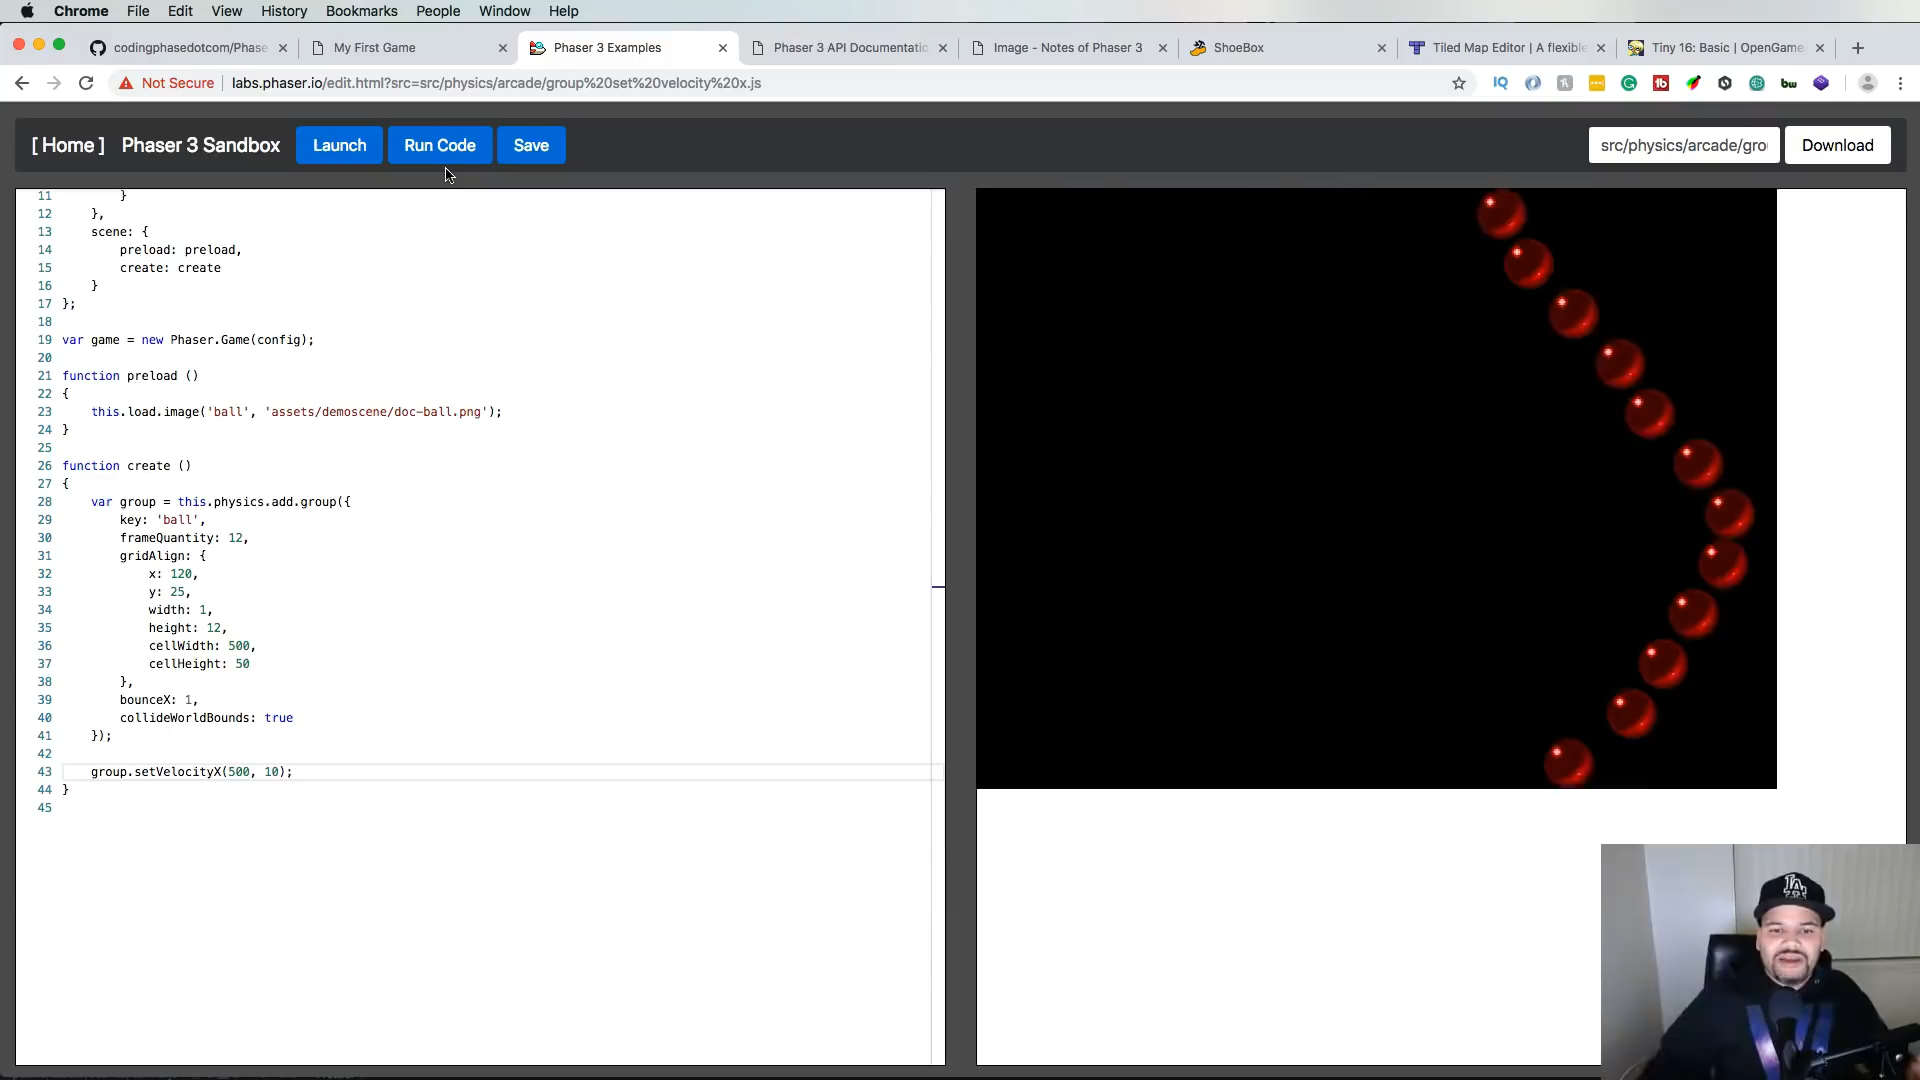 Chrome File Edit View History Bookmarks People Window Help
codingphasedotcom/Phase
My First Game
Phaser 3 Examples
Phaser 3 API Documentatio
Image - Notes of Phaser 3
ShoeBox
Tiled Map Editor | A flexible
Tiny 16: Basic | OpenGame
Not Secure labs.phaser.io/edit.html?src=src/physics/arcade/group%20set%20velocity%20x.js
[ Home ] Phaser 3 Sandbox Launch Run Code Save src/physics/arcade/gro Download
11 }
12 },
13 scene: {
14 preload: preload,
15 create: create
16 }
17 };
18
19 var game = new Phaser.Game(config);
20
21 function preload ()
22 {
23 this.load.image('ball', 'assets/demoscene/doc-ball.png');
24 }
25
26 function create ()
27 {
28 var group = this.physics.add.group({
29 key: 'ball',
30 frameQuantity: 12,
31 gridAlign: {
32 x: 120,
33 y: 25,
34 width: 1,
35 height: 12,
36 cellWidth: 500,
37 cellHeight: 50
38 },
39 bounceX: 1,
40 collideWorldBounds: true
41 });
42
43 group.setVelocityX(500, 10);
44 }
45
LA